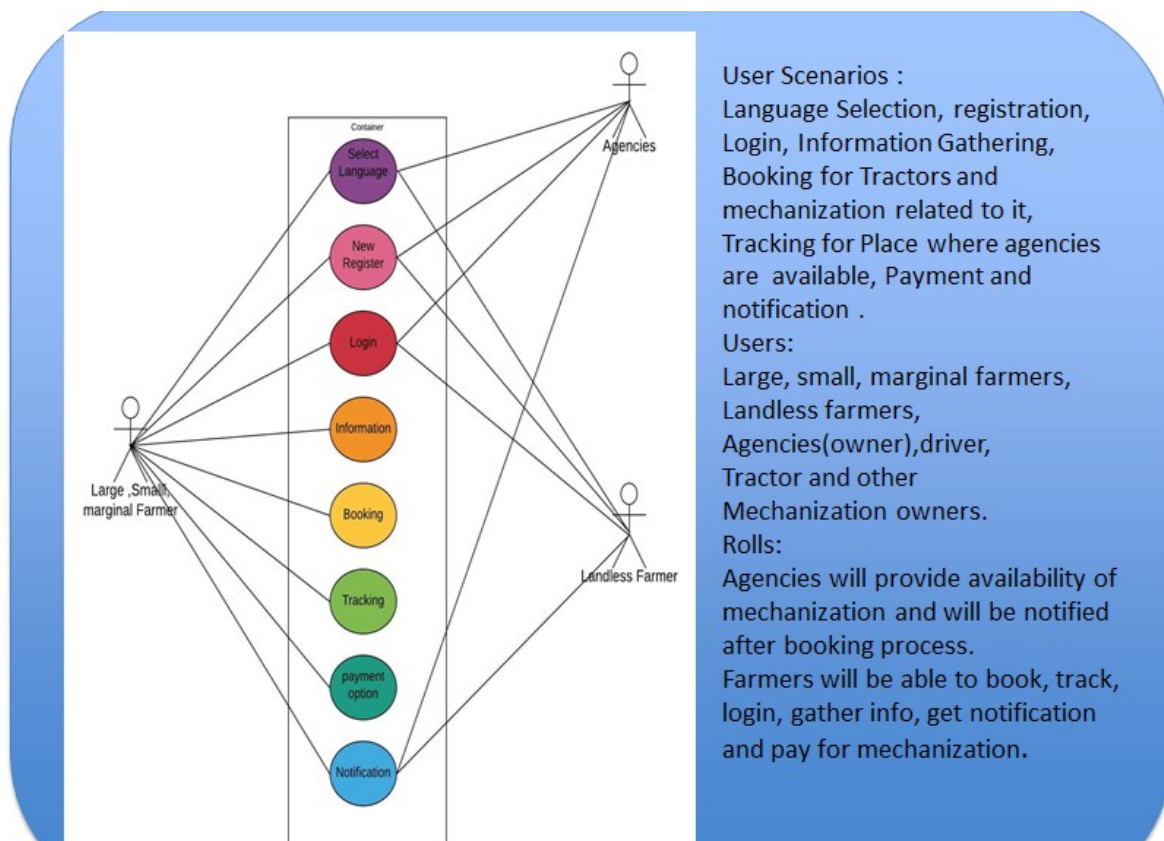 Container
Select
Language
New
Register
Login
Information
Booking
Tracking
payment
option
Notification
Agencies
Large ,Small,
marginal Farmer
Landless Farmer
User Scenarios :
Language Selection, registration,
Login, Information Gathering,
Booking for Tractors and
mechanization related to it,
Tracking for Place where agencies
are available, Payment and
notification .
Users:
Large, small, marginal farmers,
Landless farmers,
Agencies(owner),driver,
Tractor and other
Mechanization owners.
Rolls:
Agencies will provide availability of
mechanization and will be notified
after booking process.
Farmers will be able to book, track,
login, gather info, get notification
and pay for mechanization.